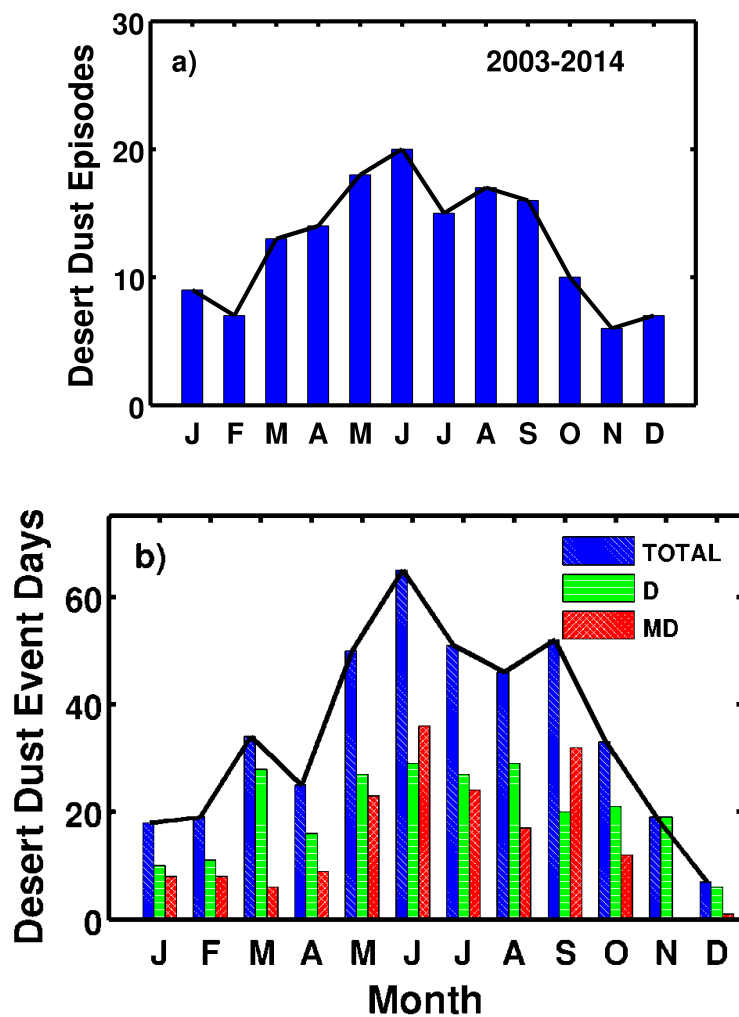 30
a) 2003-2014
20
10
0
Desert Dust Episodes
J F M A M J J A S O N D
b)
TOTAL
D
MD
60
40
20
0
Desert Dust Event Days
J F M A M J J A S O N D
Month